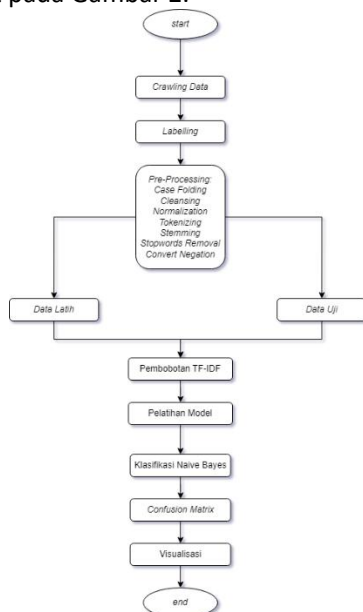 pada Gambar 2.
start
Crawling Data
Labelling
Pre-Processing:
Case Folding
Cleansing
Normalization
Tokenizing
Stemming
Stopwords Removal
Convert Negation
Data Latih
Data Uji
Pembobotan TF-IDF
Pelatihan Model
Klasifikasi Naive Bayes
Confusion Matrix
Visualisasi
end